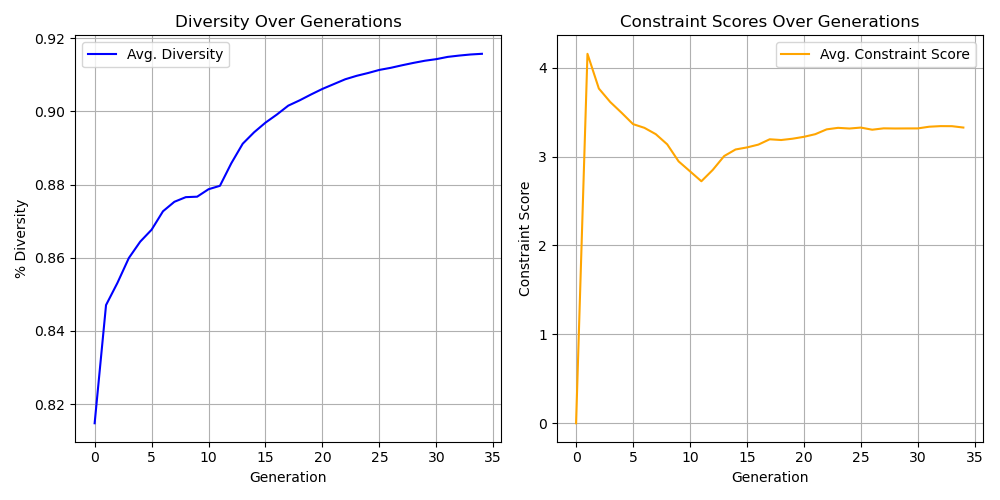 Diversity Over Generations
Avg. Diversity
% Diversity
0.92
0.90
0.88
0.86
0.84
0.82
0 5 10 15 20 25 30 35
Generation
Constraint Scores Over Generations
Avg. Constraint Score
Constraint Score
4
3
2
1
0
0 5 10 15 20 25 30 35
Generation